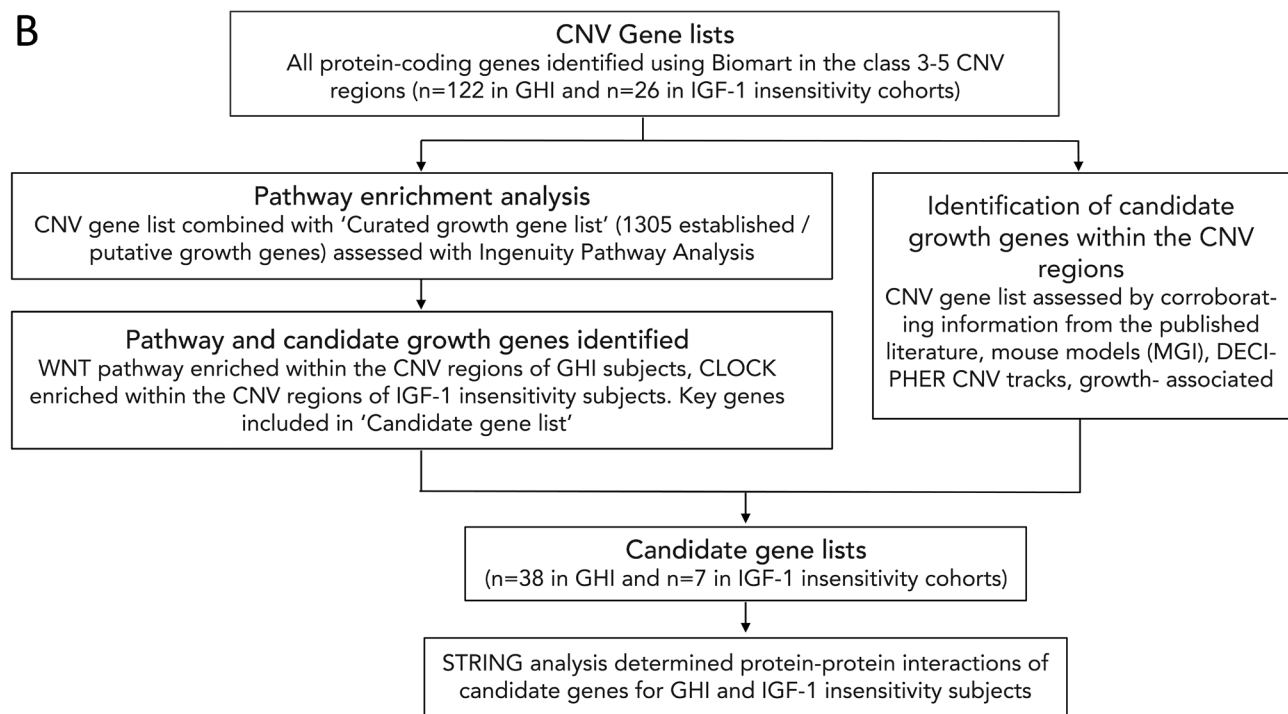 B
CNV Gene lists
All protein-coding genes identified using Biomart in the class 3-5 CNV
regions (n=122 in GHI and n=26 in IGF-1 insensitivity cohorts)
Pathway enrichment analysis
CNV gene list combined with ‘Curated growth gene list’ (1305 established /
putative growth genes) assessed with Ingenuity Pathway Analysis
Pathway and candidate growth genes identified
WNT pathway enriched within the CNV regions of GHI subjects, CLOCK
enriched within the CNV regions of IGF-1 insensitivity subjects. Key genes
included in ‘Candidate gene list’
Identification of candidate
growth genes within the CNV
regions
CNV gene list assessed by corroborat-
ing information from the published
literature, mouse models (MGI), DECI-
PHER CNV tracks, growth- associated
Candidate gene lists
(n=38 in GHI and n=7 in IGF-1 insensitivity cohorts)
STRING analysis determined protein-protein interactions of
candidate genes for GHI and IGF-1 insensitivity subjects